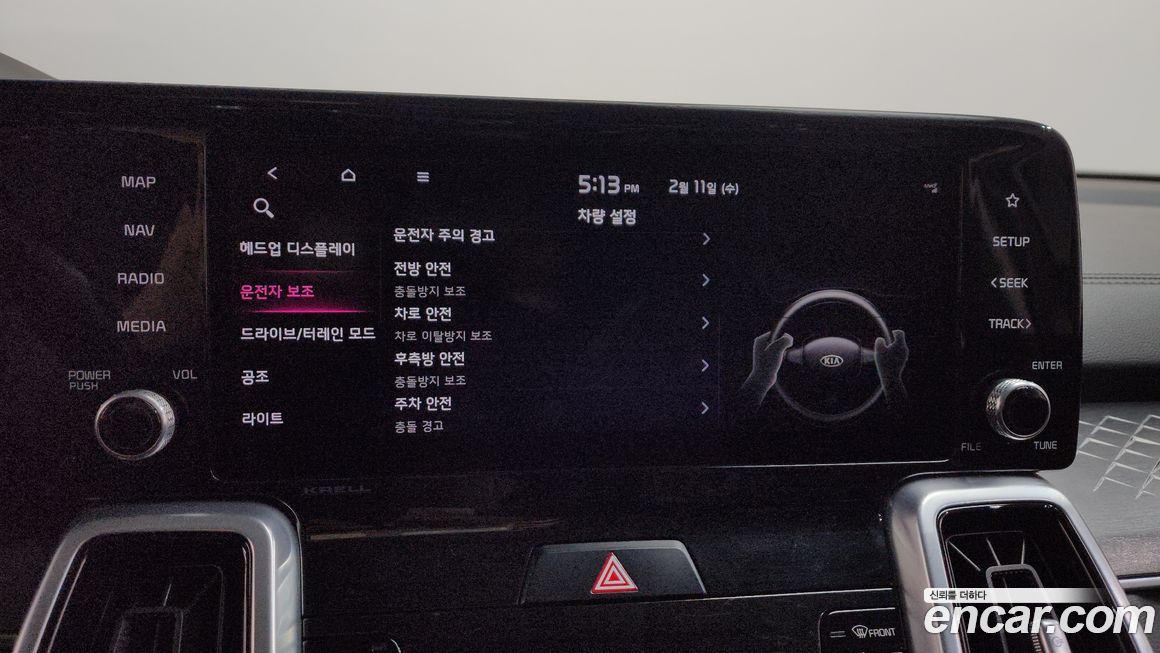 MAP
NAV
RADIO
MEDIA
POWER
PUSH
VOL
5:13 PM 2월 11일 (수)
차량 설정
헤드업 디스플레이
운전자 보조
드라이브/터레인 모드
공조
라이트
운전자 주의 경고
전방 안전
충돌방지 보조
차로 안전
차로 이탈방지 보조
후측방 안전
충돌방지 보조
주차 안전
충돌 경고
KIA
SETUP
< SEEK
TRACK >
ENTER
FILE
TUNE
KRELL
FRONT
신뢰를 더하다
encar.com